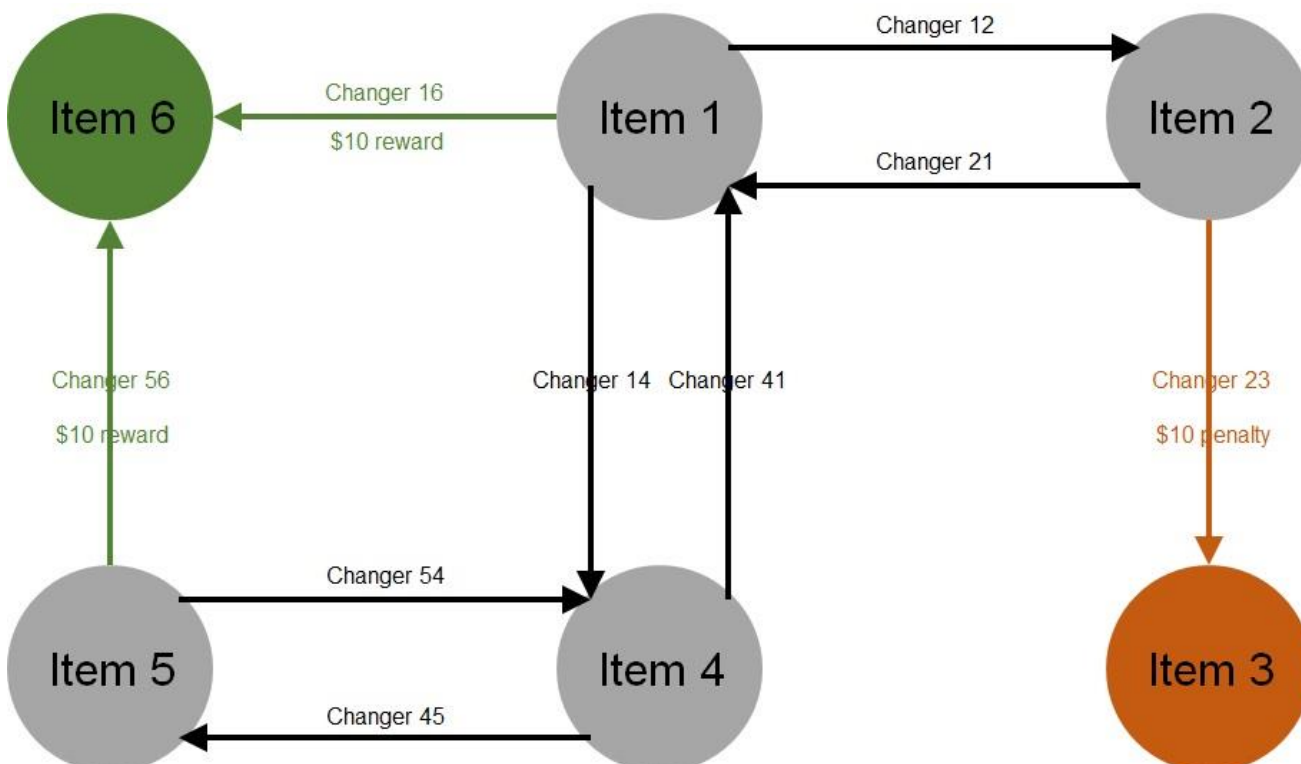 Changer 12
Item 6
Changer 16
$10 reward
Item 1
Item 2
Changer 21
Changer 56
$10 reward
Changer 14
Changer 41
Changer 23
$10 penalty
Changer 54
Item 5
Item 4
Item 3
Changer 45